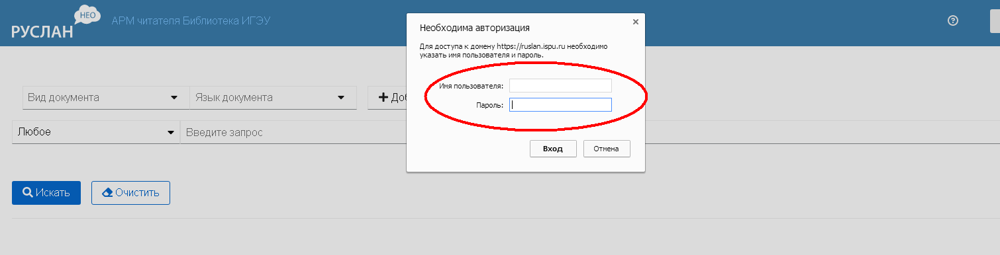 НЕО
РУСЛАН
АРМ читателя Библиотека ИГЭУ
Необходима авторизация
Для доступа к домену https://ruslan.ispu.ru необходимо
указать имя пользователя и пароль.
Имя пользователя:
Пароль:
Вход
Отмена
Вид документа
Язык документа
Доб
Любое
Введите запрос
Искать
Очистить